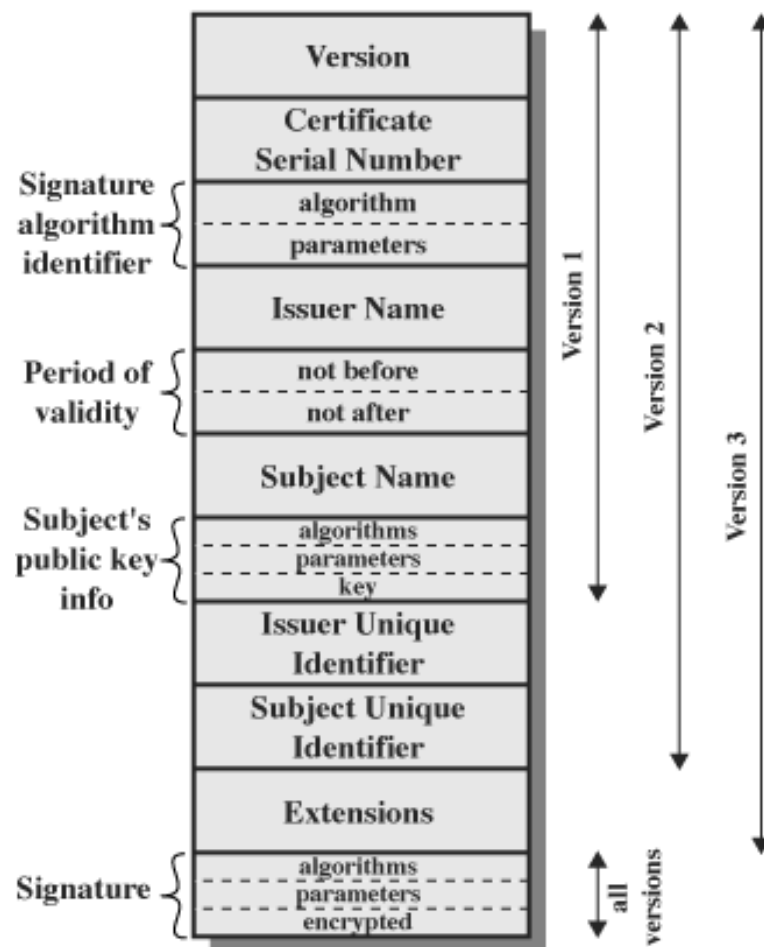 Version
Certificate
Serial Number
Signature
algorithm
identifier
algorithm
parameters
Issuer Name
Period of
validity
not before
not after
Subject Name
Subject's
public key
info
algorithms
parameters
key
Issuer Unique
Identifier
Subject Unique
Identifier
Extensions
Signature
algorithms
parameters
encrypted
Version 1
Version 2
Version 3
all
versions